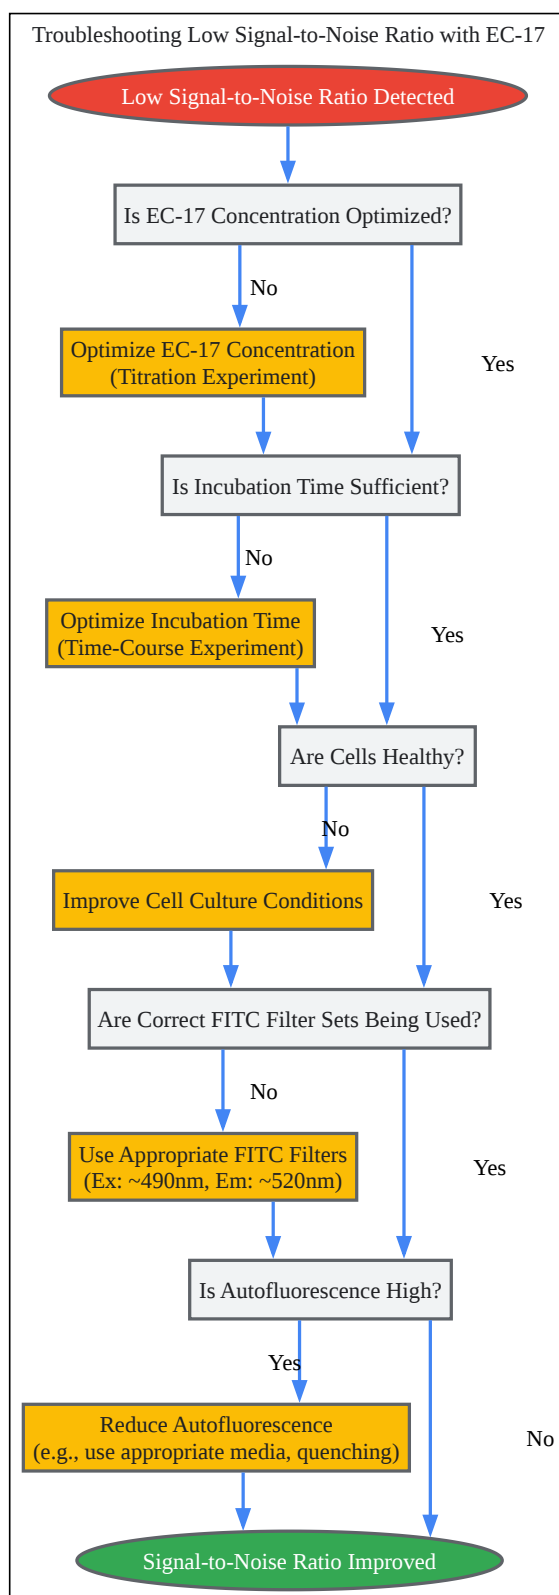 Troubleshooting Low Signal-to-Noise Ratio with EC-17
Low Signal-to-Noise Ratio Detected
Is EC-17 Concentration Optimized?
No
Optimize EC-17 Concentration
(Titration Experiment)
Yes
Is Incubation Time Sufficient?
No
Optimize Incubation Time
(Time-Course Experiment)
Yes
Are Cells Healthy?
No
Improve Cell Culture Conditions
Yes
Are Correct FITC Filter Sets Being Used?
No
Use Appropriate FITC Filters
(Ex: ~490nm, Em: ~520nm)
Yes
Is Autofluorescence High?
Yes
Reduce Autofluorescence
(e.g., use appropriate media, quenching)
No
Signal-to-Noise Ratio Improved